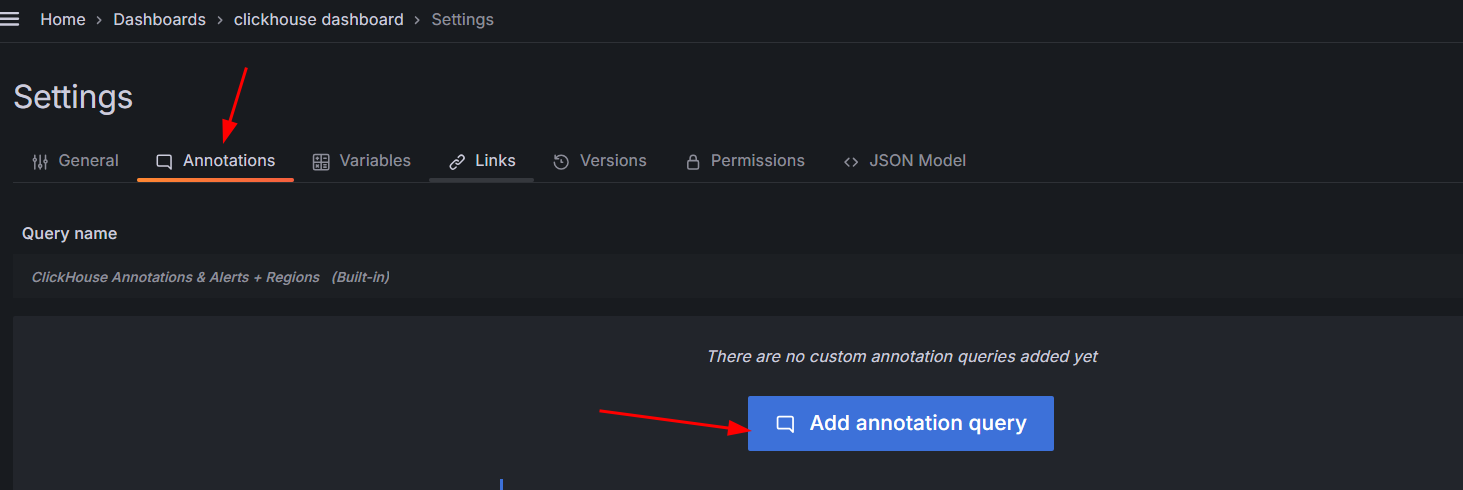 Home › Dashboards › clickhouse dashboard › Settings
Settings
General Annotations Variables Links Versions Permissions JSON Model
Query name
ClickHouse Annotations & Alerts + Regions (Built-in)
There are no custom annotation queries added yet
Add annotation query